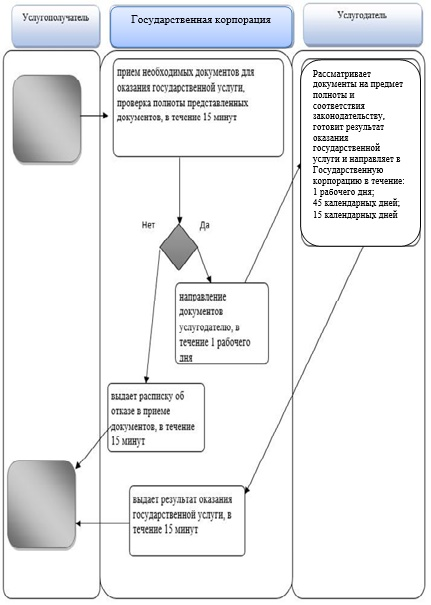 Услугополучатель
Государственная корпорация
Услугодатель
прием необходимых документов для
оказания государственной услуги,
проверка полноты представленных
документов, в течение 15 минут
Рассматривает
документы на предмет
полноты и
соответствия
законодательству,
готовит результат
оказания
государственной
услуги и направляет в
Государственную
корпорацию в течение:
1 рабочего дня;
45 календарных дней;
15 календарных дней
Нет
Да
направление
документов
услугодателю, в
течение 1 рабочего
дня
выдает расписку об
отказе в приеме
документов, в течение
15 минут
выдает результат оказания
государственной услуги, в
течение 15 минут